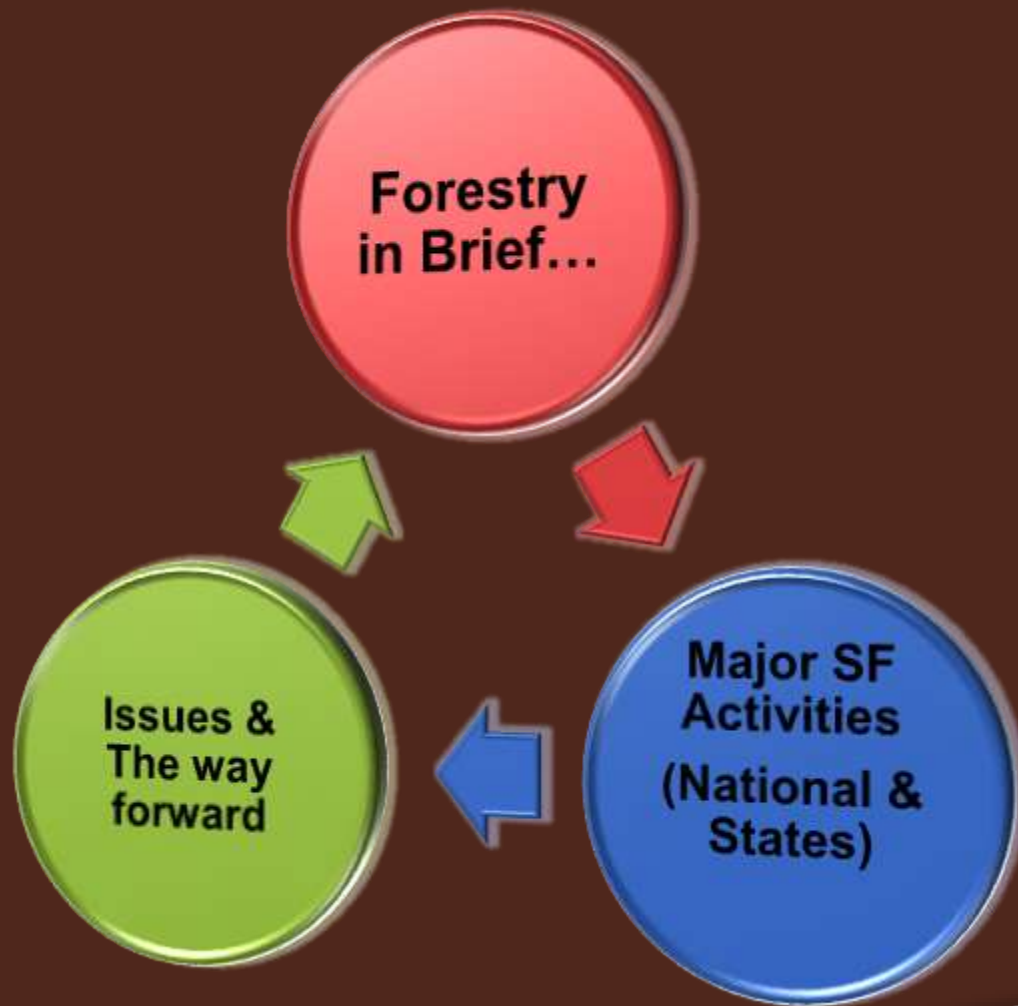 Forestry
in Brief...
Major SF
Activities
(National &
States)
Issues &
The way
forward